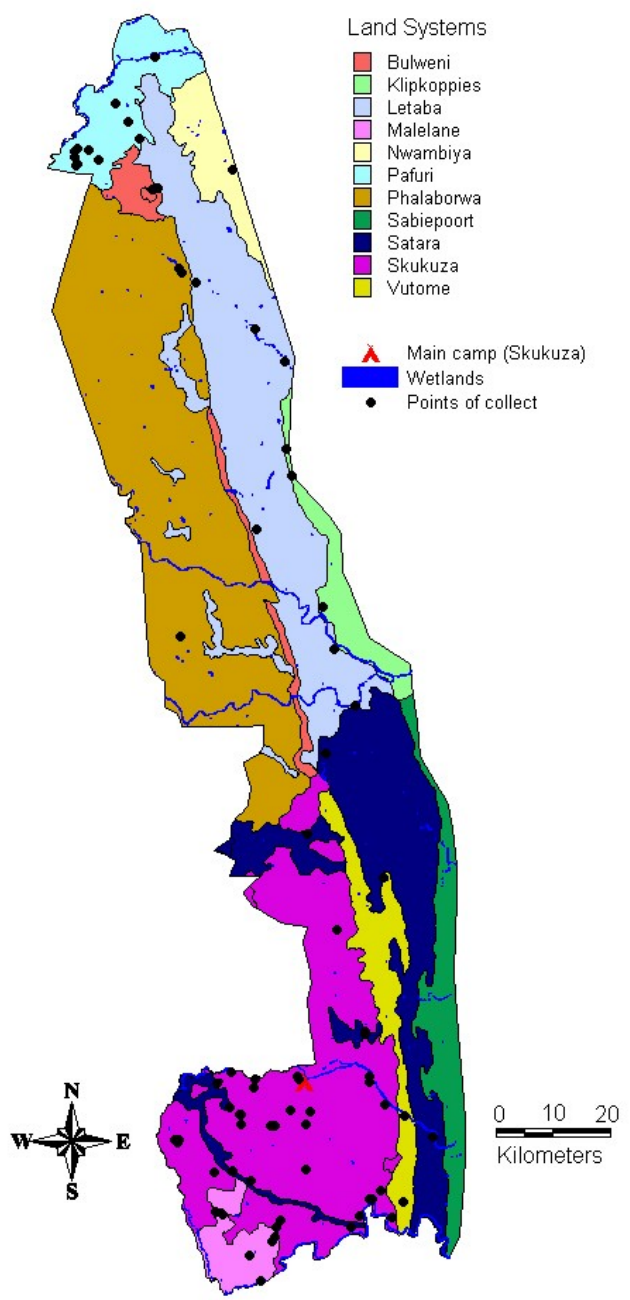 Land Systems
Bulweni
Klipkoppies
Letaba
Malelane
Nwambiya
Pafuri
Phalaborwa
Sabiepoort
Satara
Skukuza
Vutome
Main camp (Skukuza)
Wetlands
Points of collect
N
W E
S
0 10 20
Kilometers